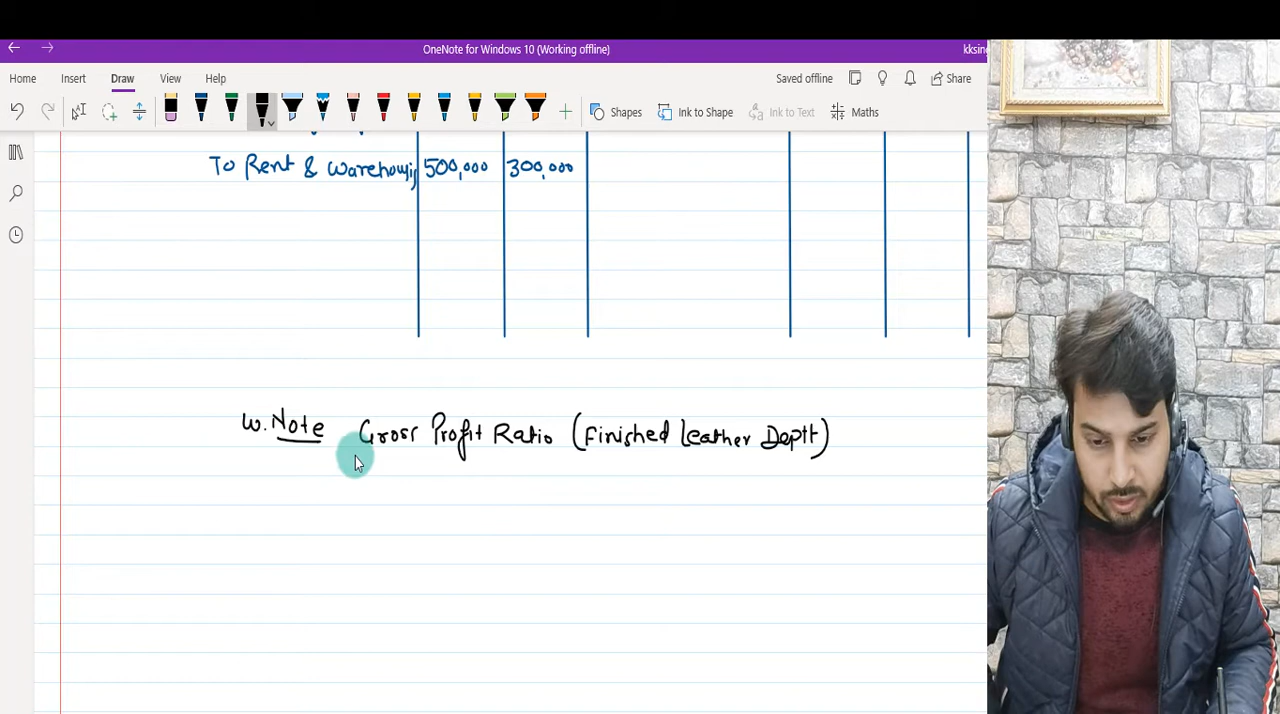 OneNote for Windows 10 (Working offline)
kksin
Home Insert Draw View Help
Saved offline
Share
Shapes
Ink to Shape
Ink to Text
Maths
To Rent & Warehousi 500,000 300,000
W. Note Gross Profit Ratio (Finished Leather Deptt)